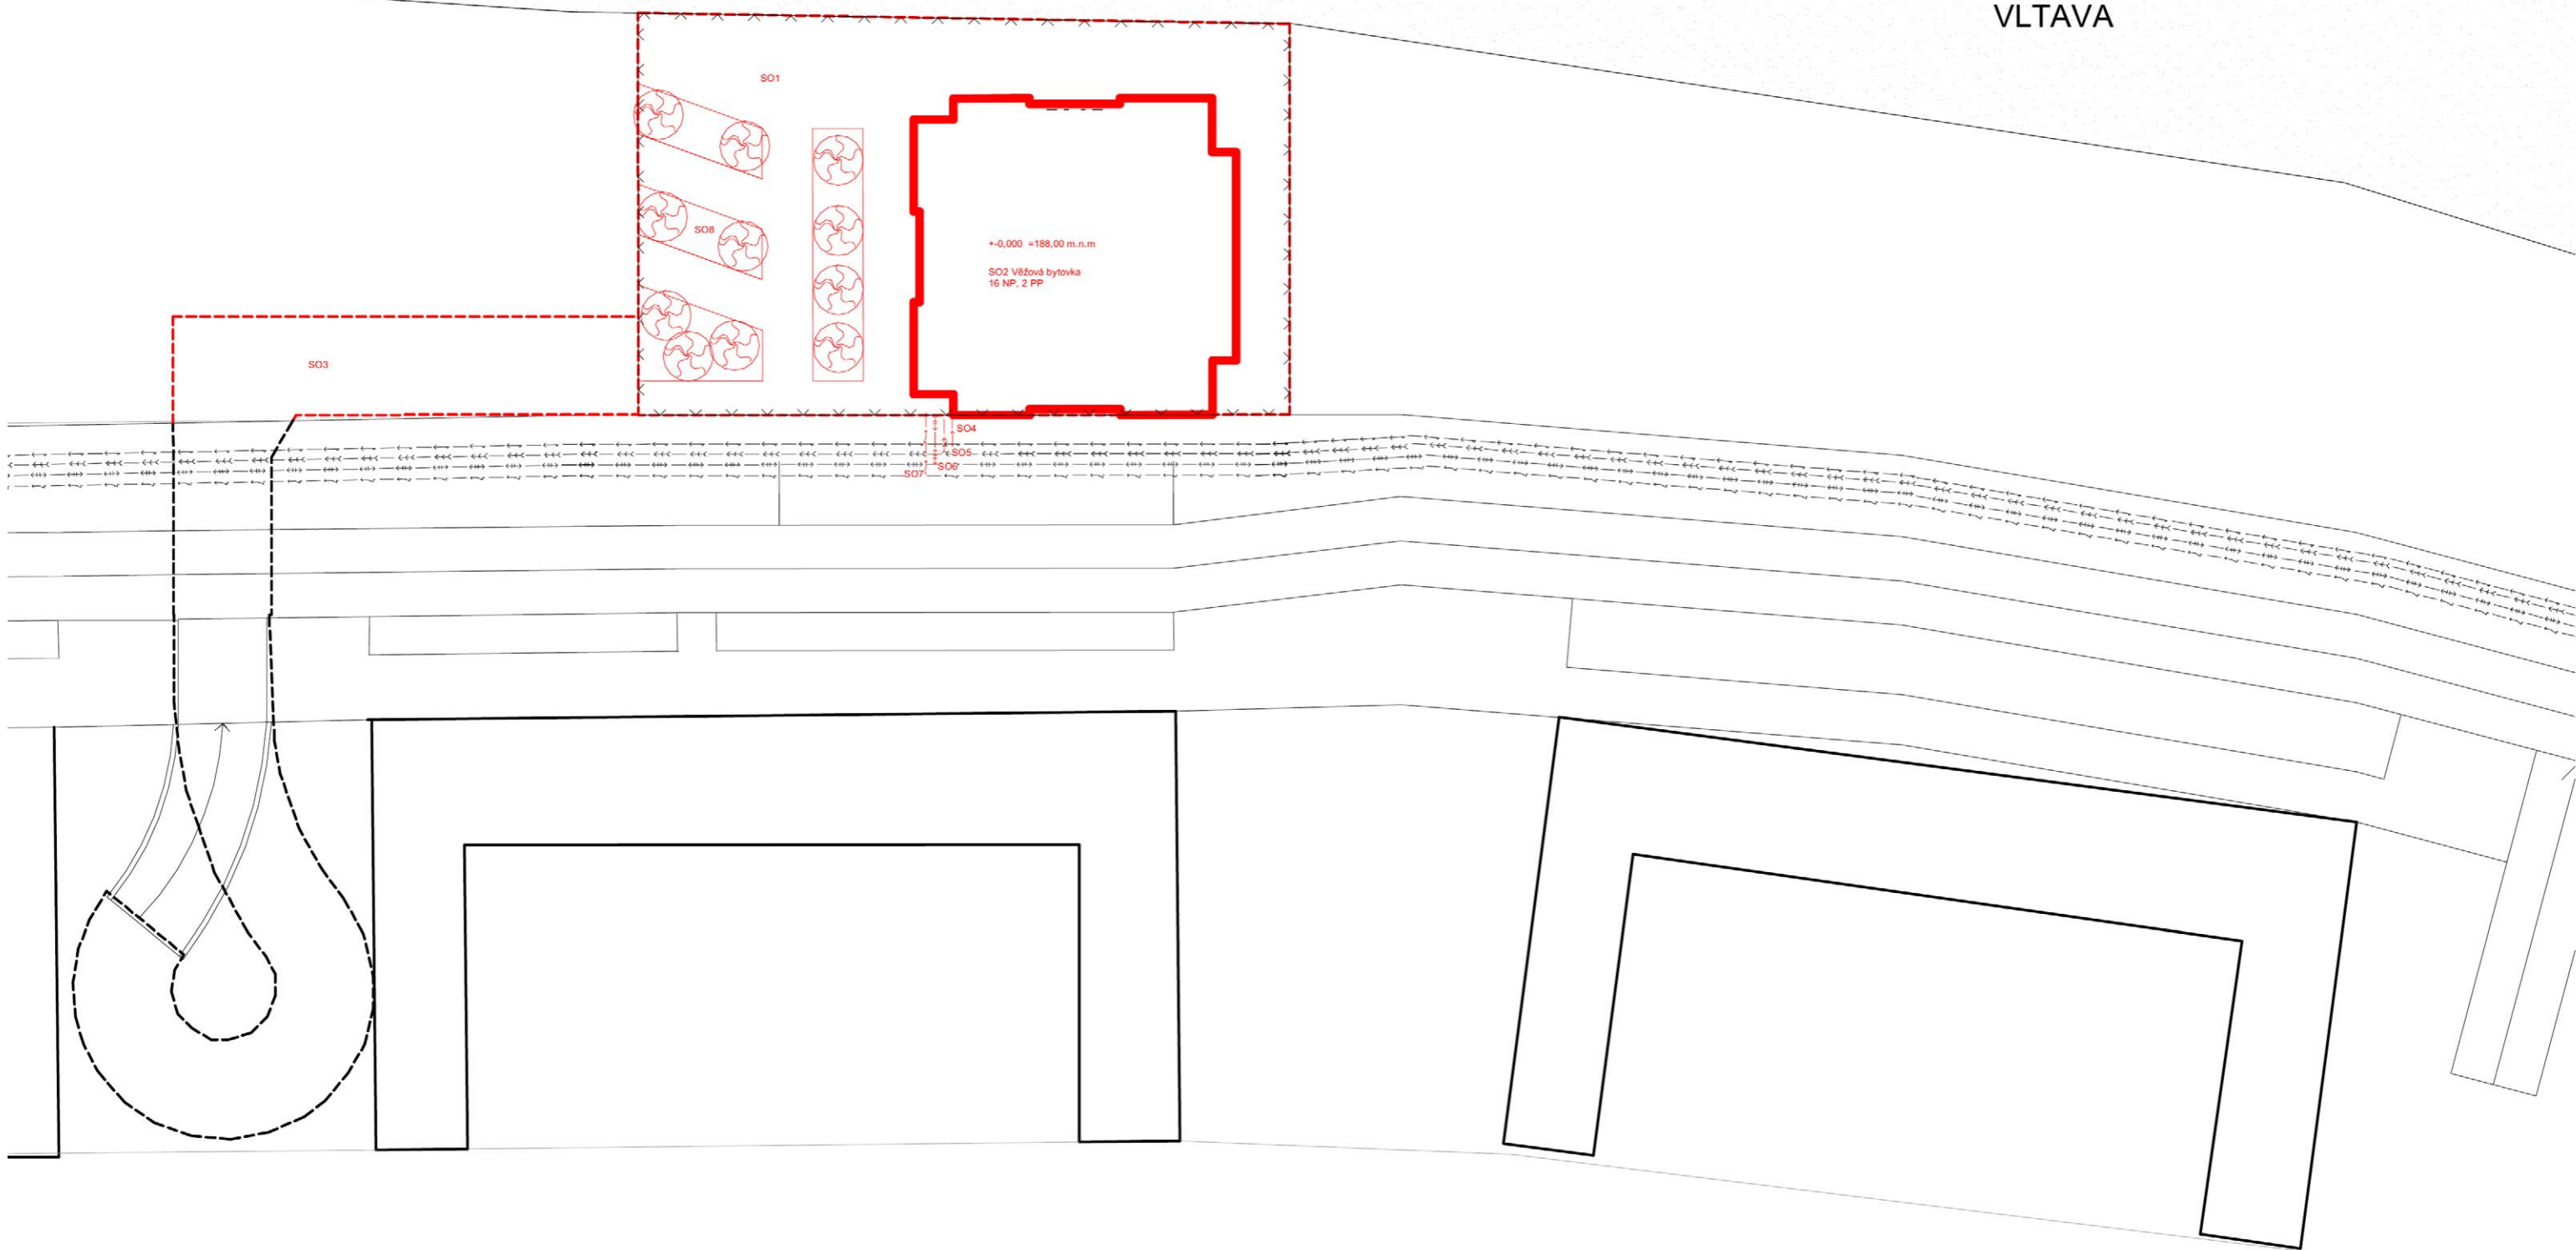 VLTAVA
SO1
SO8
+-0,000 =188,00 m.n.m
SO2 Věžová bytovka
16 NP, 2 PP
SO3
SO4
SO5
SO6
SO7